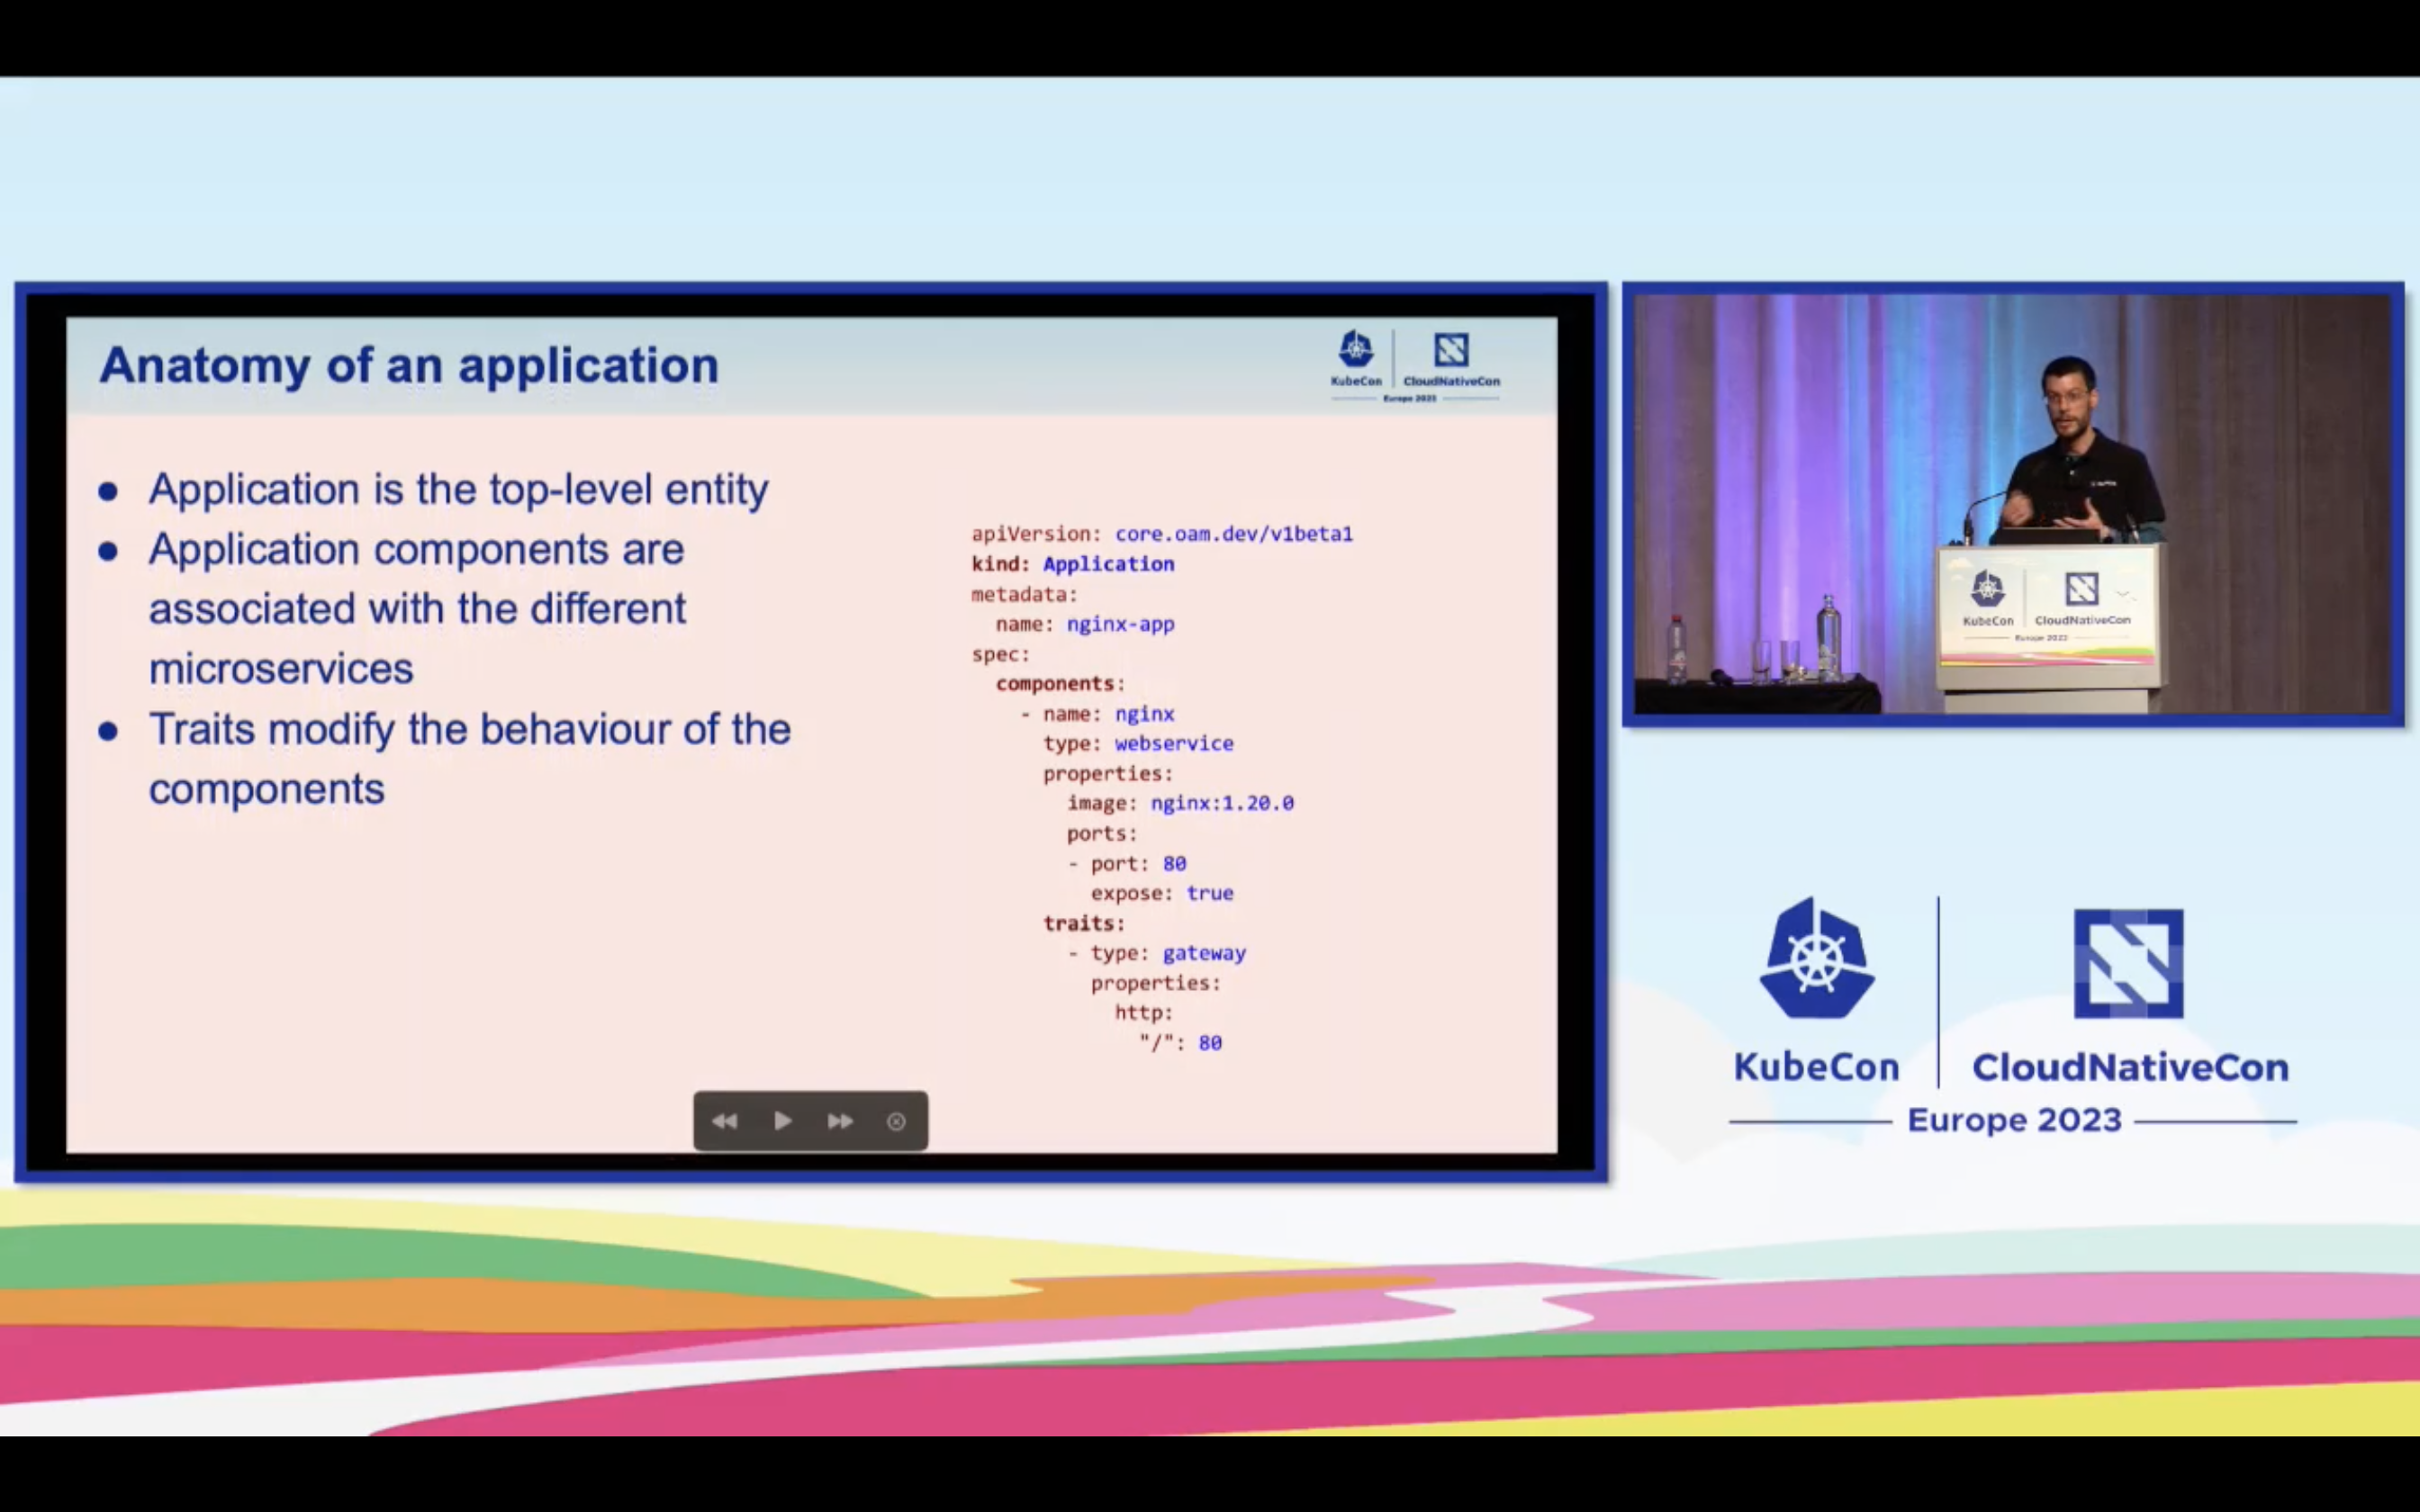 Anatomy of an application
KubeCon
CloudNativeCon
Europe 2023
● Application is the top-level entity
● Application components are
associated with the different
microservices
● Traits modify the behaviour of the
components
apiVersion: core.oam.dev/v1beta1
kind: Application
metadata:
  name: nginx-app
spec:
  components:
    - name: nginx
      type: webservice
      properties:
        image: nginx:1.20.0
        ports:
        - port: 80
          expose: true
      traits:
        - type: gateway
          properties:
            http:
              "/": 80
KubeCon
CloudNativeCon
Europe 2023
KubeCon
CloudNativeCon
Europe 2023